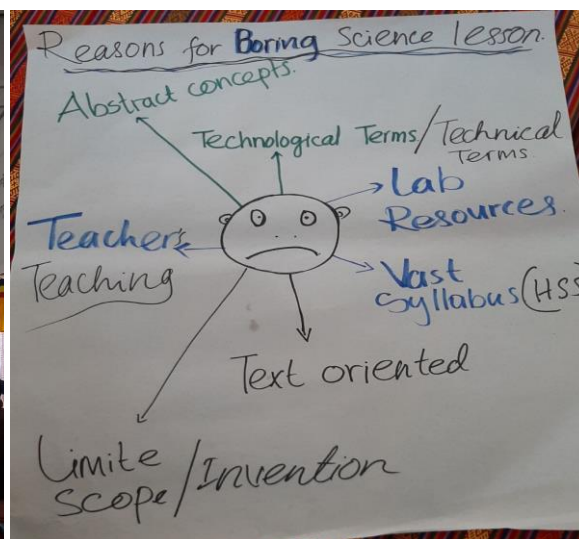 Reasons for Boring Science lesson.
Abstract concepts.
Technological Terms/Technical
Terms
Lab
Resources.
Teacher's
Teaching
Vast
Syllabus (HSS
Text oriented
Limite
scope/Invention